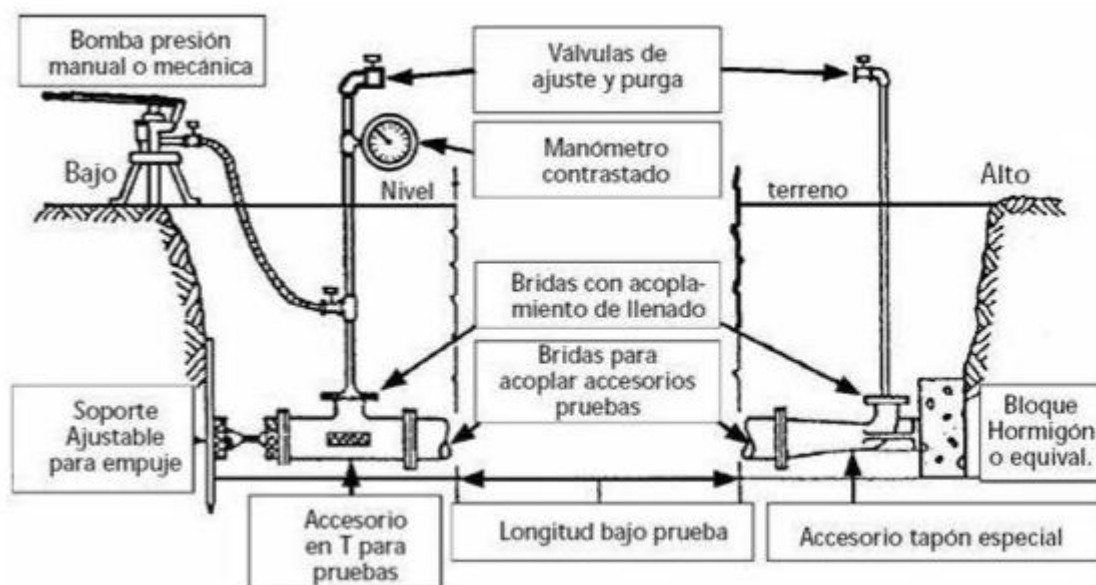 Bomba presión
manual o mecánica
Válvulas de
ajuste y purga
Manómetro
contrastado
Bajo
Nivel
terreno
Alto
Bridas con acopla-
miento de llenado
Bridas para
acoplar accesorios
pruebas
Soporte
Ajustable
para empuje
Bloque
Hormigón
o equival.
Accesorio
en T para
pruebas
Longitud bajo prueba
Accesorio tapón especial